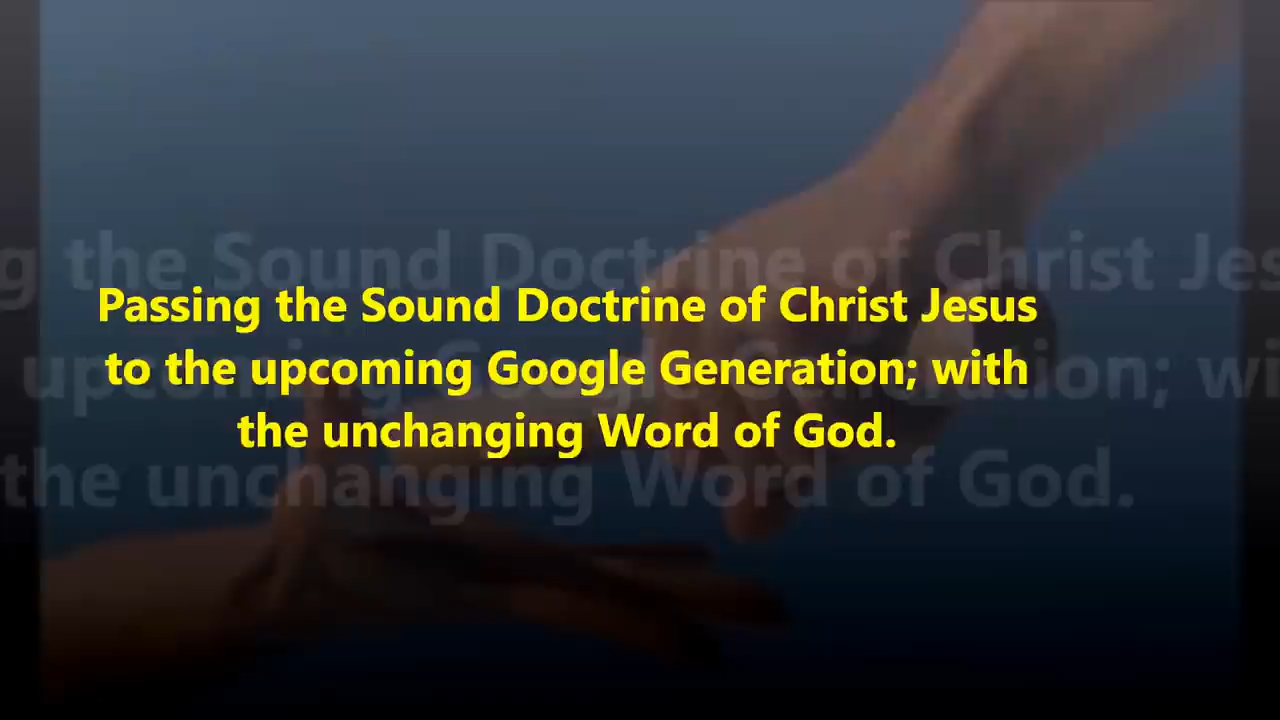 Passing the Sound Doctrine of Christ Jesus
to the upcoming Google Generation; with
the unchanging Word of God.